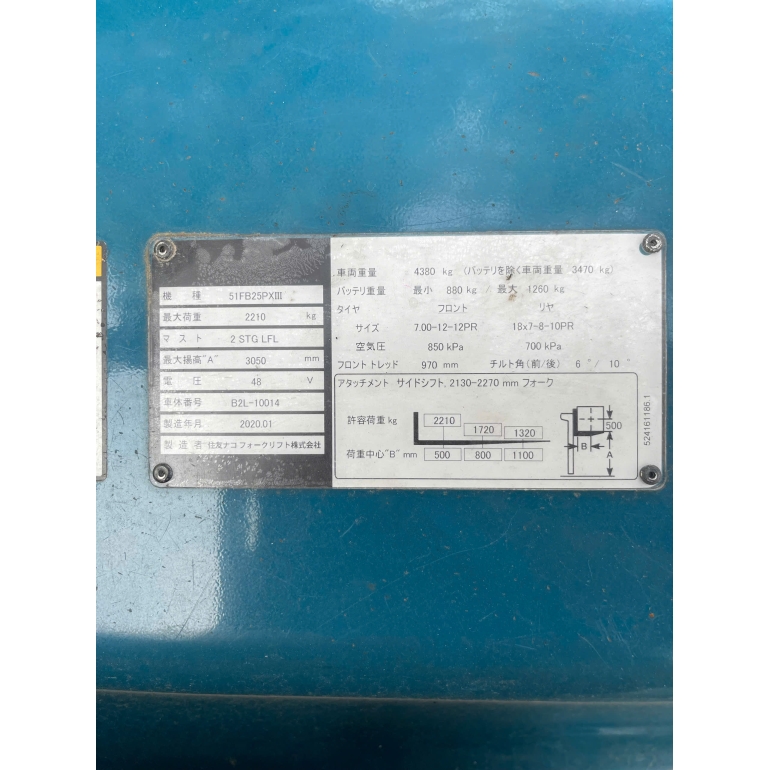 機種 51FB25PXⅢ
最大荷重 2210 kg
マスト 2 STG LFL
最大揚高"A" 3050 mm
電圧 48 V
車体番号 B2L-10014
製造年月 2020.01
製造者 住友ナコ フォークリフト株式会社
車両重量 4380 kg (バッテリを除く車両重量 3470 kg)
バッテリ重量 最小 880 kg / 最大 1260 kg
タイヤ フロント リヤ
サイズ 7.00-12-12PR 18x7-8-10PR
空気圧 850 kPa 700 kPa
フロントトレッド 970 mm チルト角(前/後) 6 °/ 10 °
アタッチメント サイドシフト, 2130-2270 mm フォーク
許容荷重 kg 2210 1720 1320
荷重中心"B" mm 500 800 1100
500
B
A
524161186.1